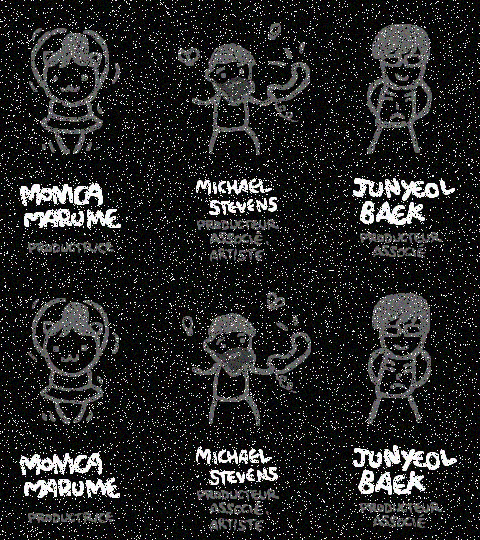 MONICA
MARUME
PRODUCTRICE
MICHAEL
STEVENS
PRODUCTEUR
ASSOCIÉ
ARTISTE
JUNYEOL
BAEK
PRODUCTEUR
ASSOCIÉ
MONICA
MARUME
PRODUCTRICE
MICHAEL
STEVENS
PRODUCTEUR
ASSOCIÉ
ARTISTE
JUNYEOL
BAEK
PRODUCTEUR
ASSOCIÉ